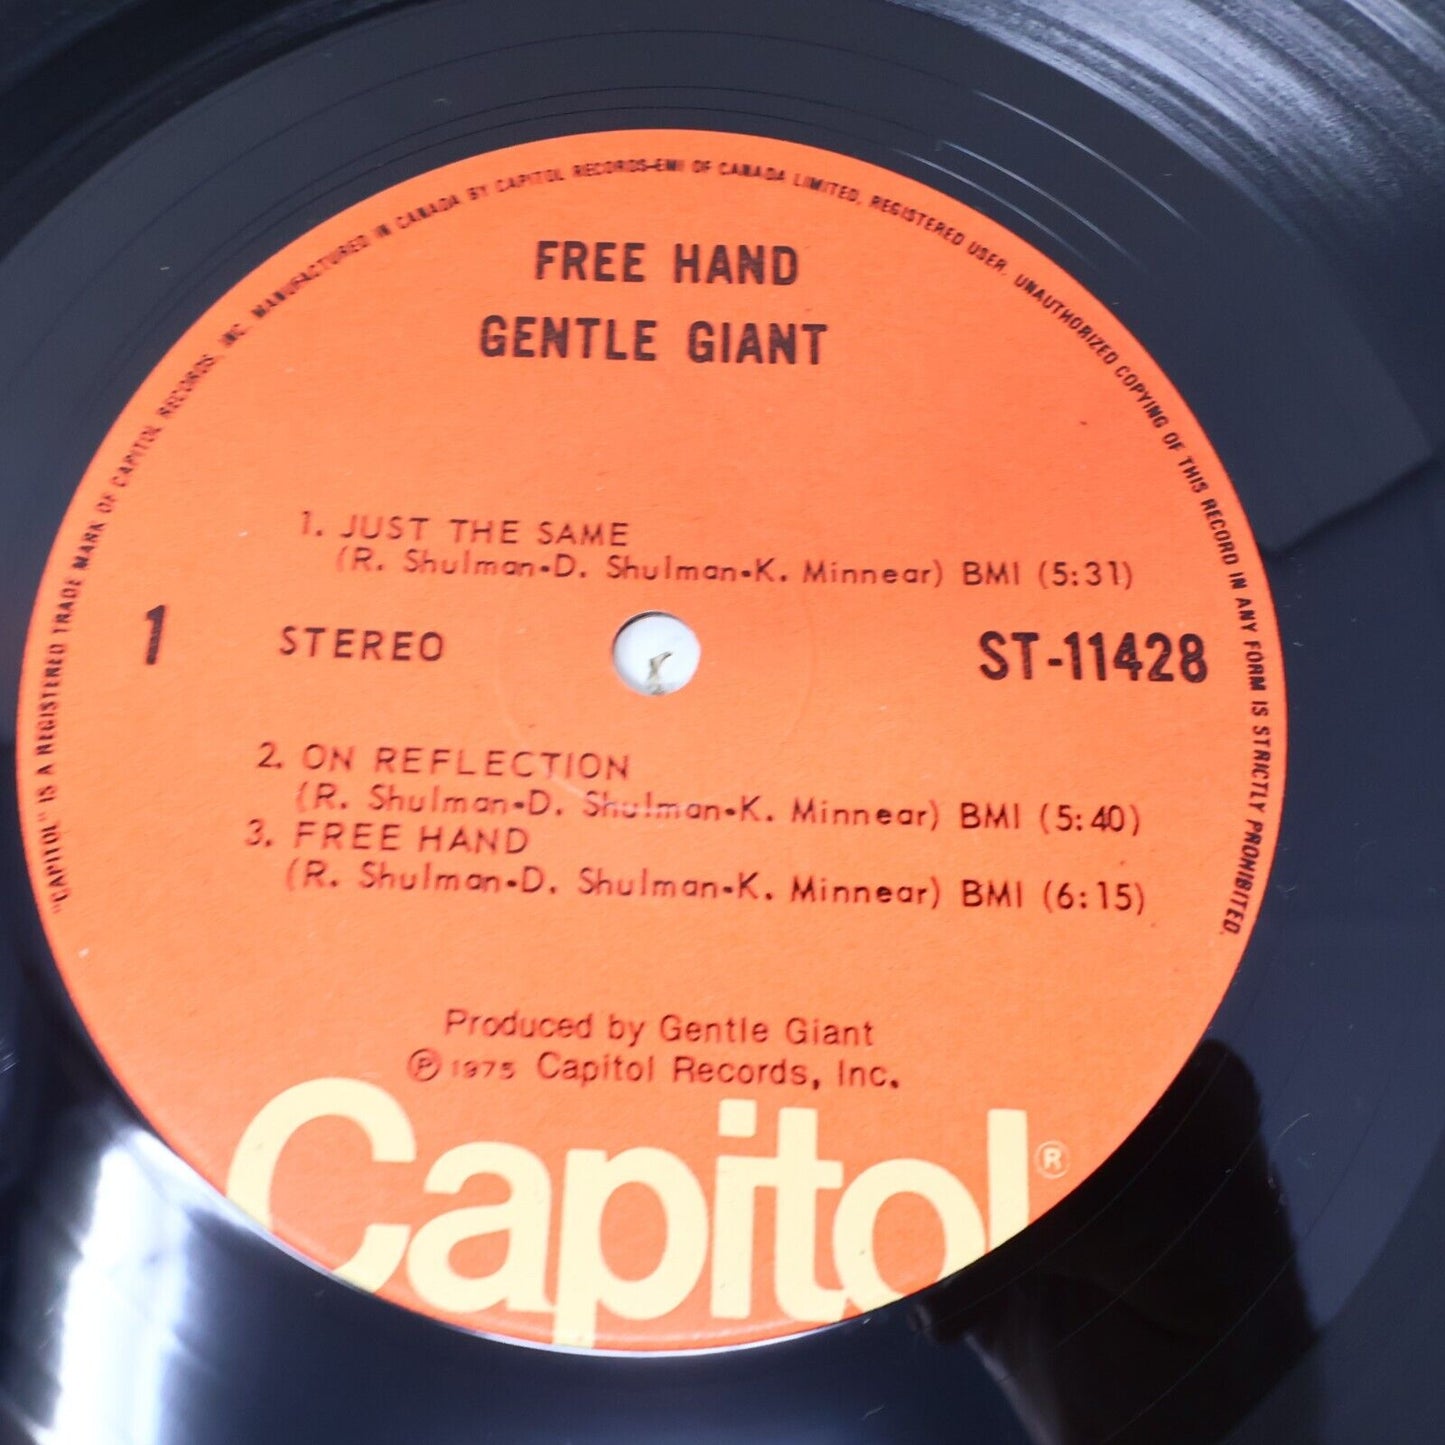 "CAPITOL" IS A REGISTERED TRADE MARK OF CAPITOL RECORDS, INC. MANUFACTURED IN CANADA BY CAPITOL RECORDS-EMI OF CANADA LIMITED, REGISTERED USER. UNAUTHORIZED COPYING OF THIS RECORD IN ANY FORM IS STRICTLY PROHIBITED.
FREE HAND
GENTLE GIANT
1. JUST THE SAME
(R. Shulman-D. Shulman-K. Minnear) BMI (5:31)
1 STEREO ST-11428
2. ON REFLECTION
(R. Shulman-D. Shulman-K. Minnear) BMI (5:40)
3. FREE HAND
(R. Shulman-D. Shulman-K. Minnear) BMI (6:15)
Produced by Gentle Giant
℗ 1975 Capitol Records, Inc.
Capitol®